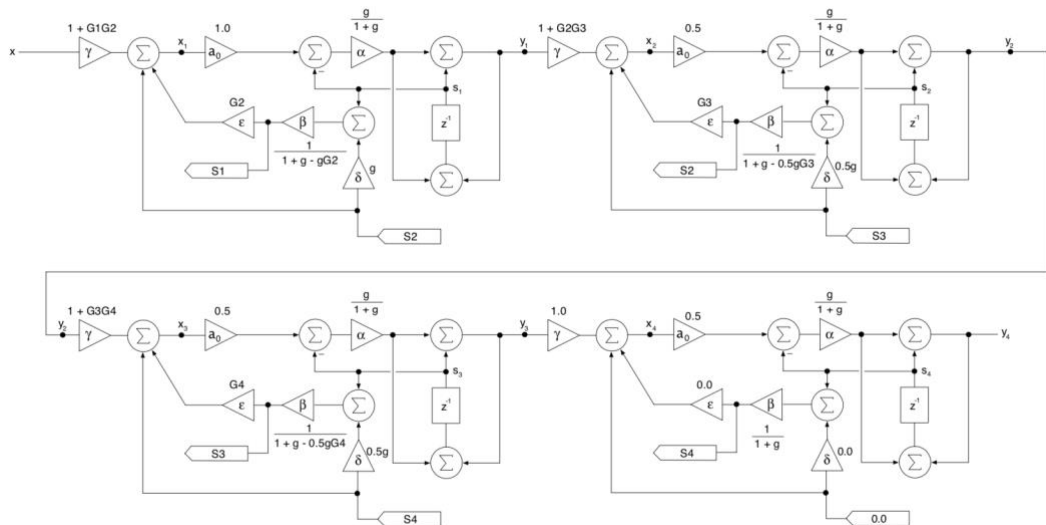 1 + G1G2
1.0
g
1 + g
1 + G2G3
0.5
g
1 + g
x
γ
Σ
x₁
a₀
Σ
α
Σ
y₁
γ
Σ
x₂
a₀
Σ
α
Σ
y₂
–
s₁
–
s₂
G2
ε
β
Σ
z⁻¹
G3
ε
β
Σ
z⁻¹
S1
1
1 + g - gG2
δ
g
Σ
S2
1
1 + g - 0.5gG3
δ
0.5g
Σ
S2
S3
1 + G3G4
0.5
g
1 + g
1.0
0.5
g
1 + g
y₂
γ
Σ
x₃
a₀
Σ
α
Σ
y₃
γ
Σ
x₄
a₀
Σ
α
Σ
y₄
–
s₃
–
s₄
G4
ε
β
Σ
z⁻¹
0.0
ε
β
Σ
z⁻¹
S3
1
1 + g - 0.5gG4
δ
0.5g
Σ
S4
1
1 + g
δ
0.0
Σ
S4
0.0